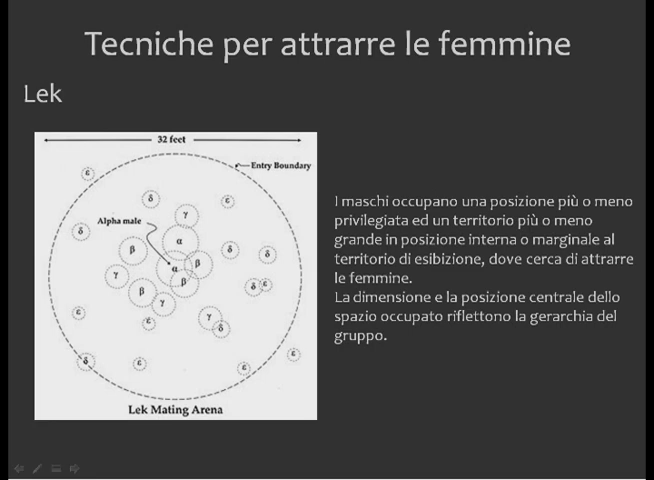 Tecniche per attrarre le femmine
Lek
32 feet
Entry Boundary
ε
δ
ε
γ
Alpha male
δ
α
β
δ
δ
β
α
γ
β
δ
ε
β
γ
ε
ε
γ
δ
δ
ε
ε
ε
Lek Mating Arena
I maschi occupano una posizione più o meno
privilegiata ed un territorio più o meno
grande in posizione interna o marginale al
territorio di esibizione, dove cerca di attrarre
le femmine.
La dimensione e la posizione centrale dello
spazio occupato riflettono la gerarchia del
gruppo.